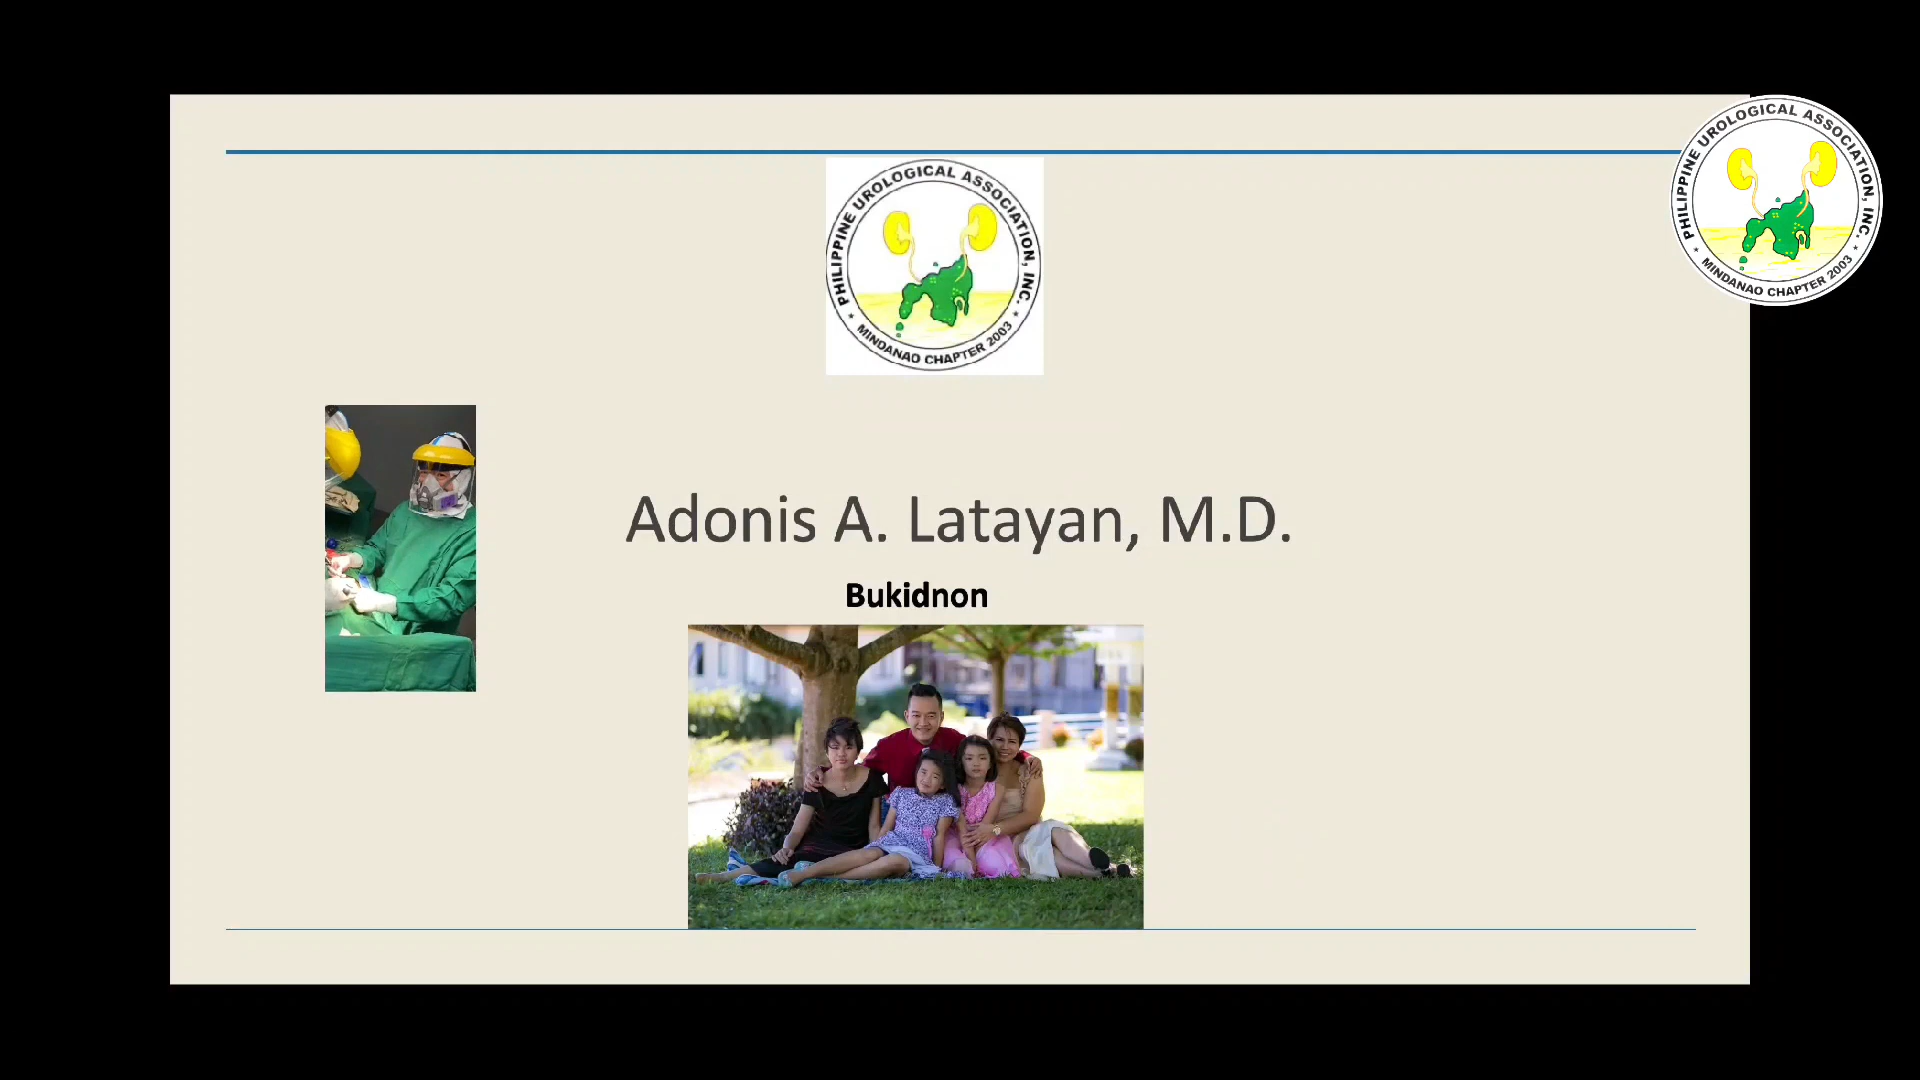 PHILIPPINE UROLOGICAL ASSOCIATION, INC.
MINDANAO CHAPTER 2003
PHILIPPINE UROLOGICAL ASSOCIATION, INC.
MINDANAO CHAPTER 2003
Adonis A. Latayan, M.D.
Bukidnon